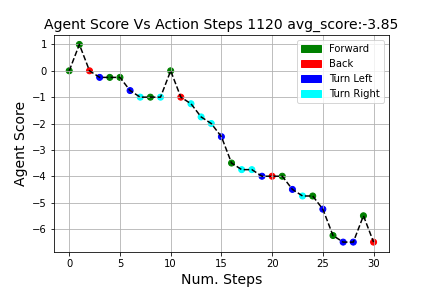 Agent Score Vs Action Steps 1120 avg_score:-3.85
Forward
Back
Turn Left
Turn Right
1
0
−1
−2
−3
−4
−5
−6
Agent Score
0 5 10 15 20 25 30
Num. Steps